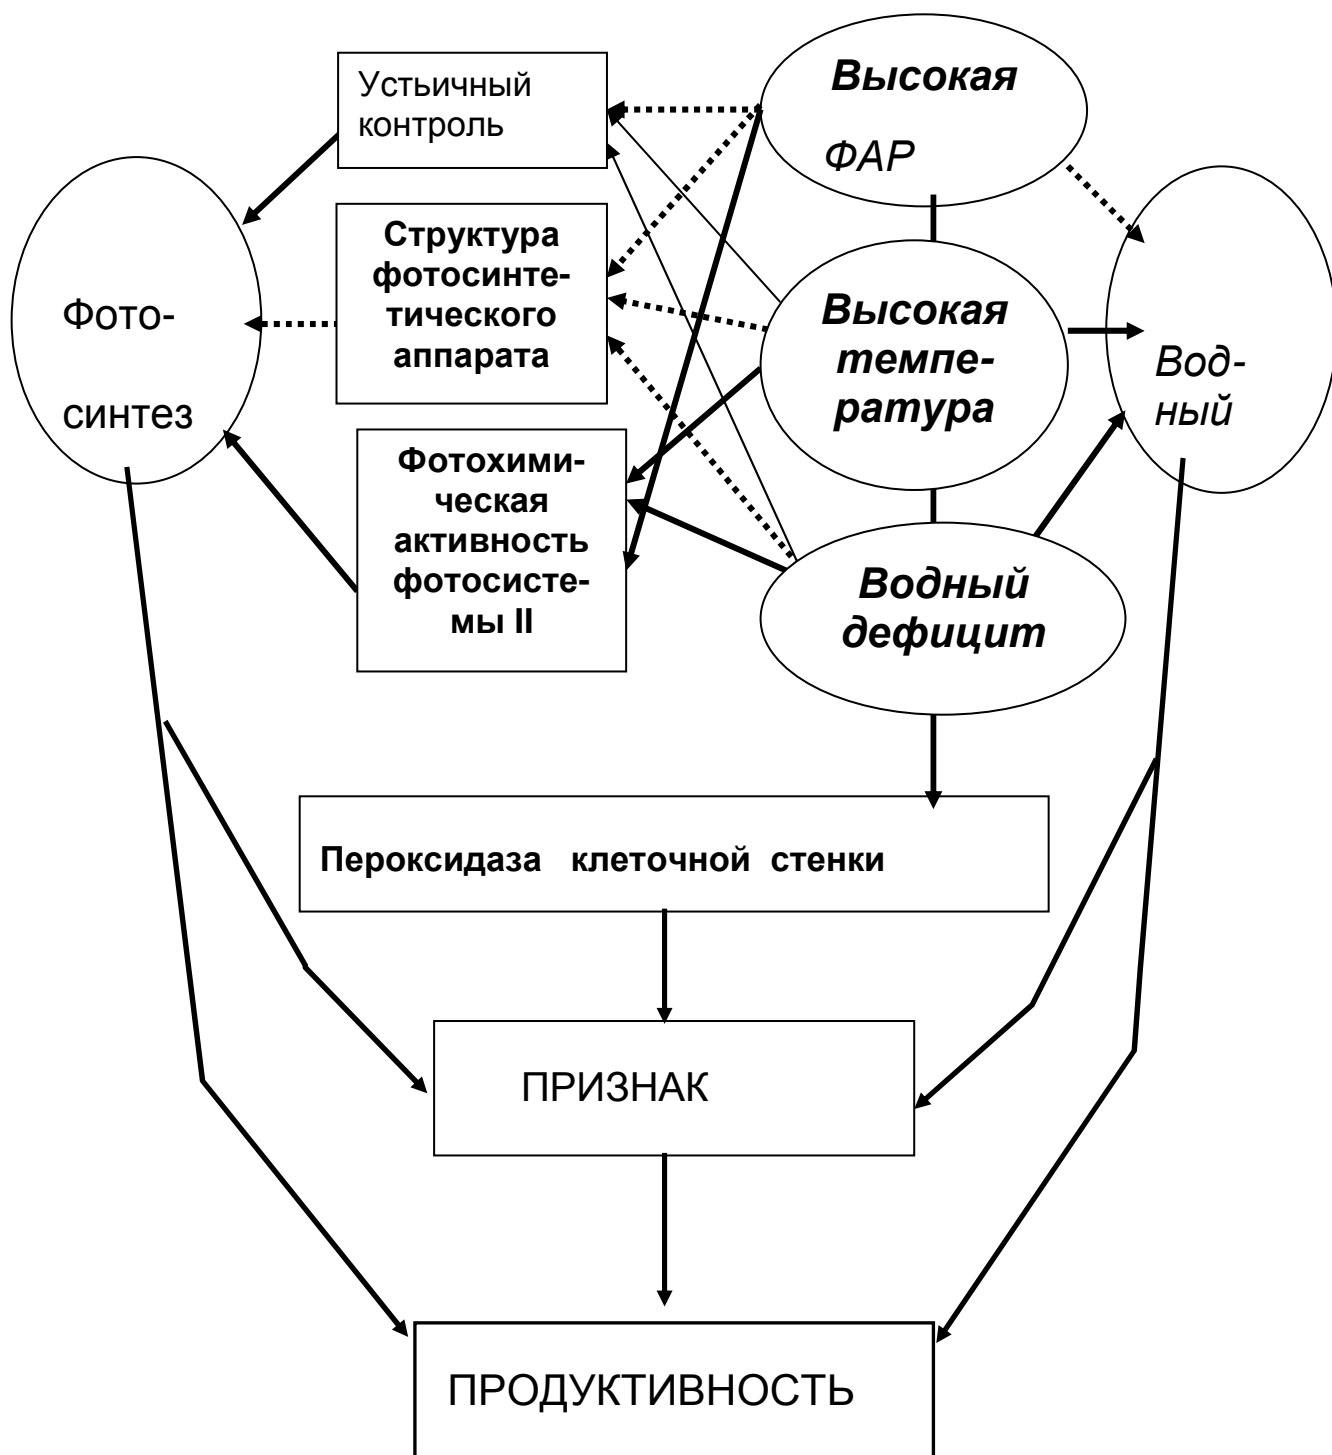 Устьичный
контроль
Высокая
ФАР
Структура
фотосинте-
тического
аппарата
Фото-
синтез
Высокая
темпе-
ратура
Вод-
ный
Фотохими-
ческая
активность
фотосисте-
мы II
Водный
дефицит
Пероксидаза клеточной стенки
ПРИЗНАК
ПРОДУКТИВНОСТЬ